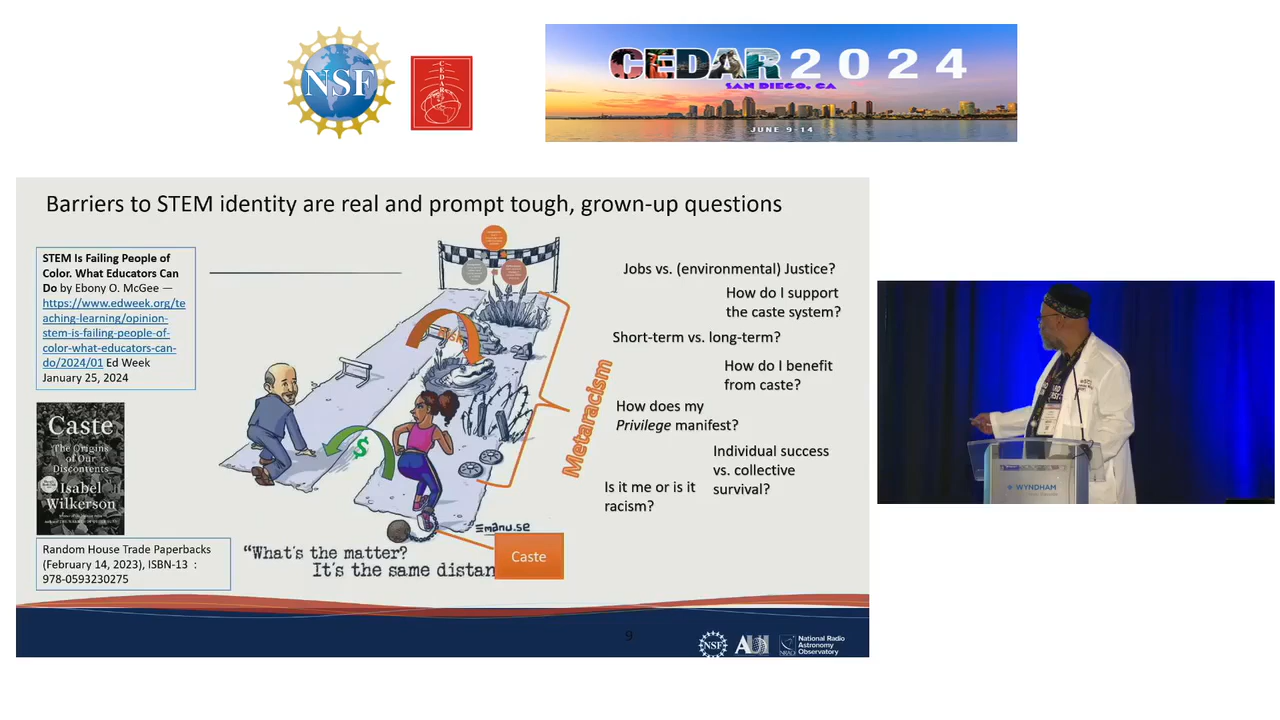 NSF
CEDAR
CEDAR 2024
SAN DIEGO, CA
JUNE 9-14
Barriers to STEM identity are real and prompt tough, grown-up questions
STEM Is Failing People of
Color. What Educators Can
Do by Ebony O. McGee —
https://www.edweek.org/te
aching-learning/opinion-
stem-is-failing-people-of-
color-what-educators-can-
do/2024/01 Ed Week
January 25, 2024
Caste
The Origins
of Our
Discontents
Isabel
Wilkerson
Random House Trade Paperbacks
(February 14, 2023), ISBN-13 :
978-0593230275
$
Metaracism
Emanu.se
Caste
“What's the matter?
It's the same distan
Jobs vs. (environmental) Justice?
How do I support
the caste system?
Short-term vs. long-term?
How do I benefit
from caste?
How does my
Privilege manifest?
Individual success
vs. collective
survival?
Is it me or is it
racism?
9
NSF
AUI
NRAO
National Radio
Astronomy
Observatory
WYNDHAM